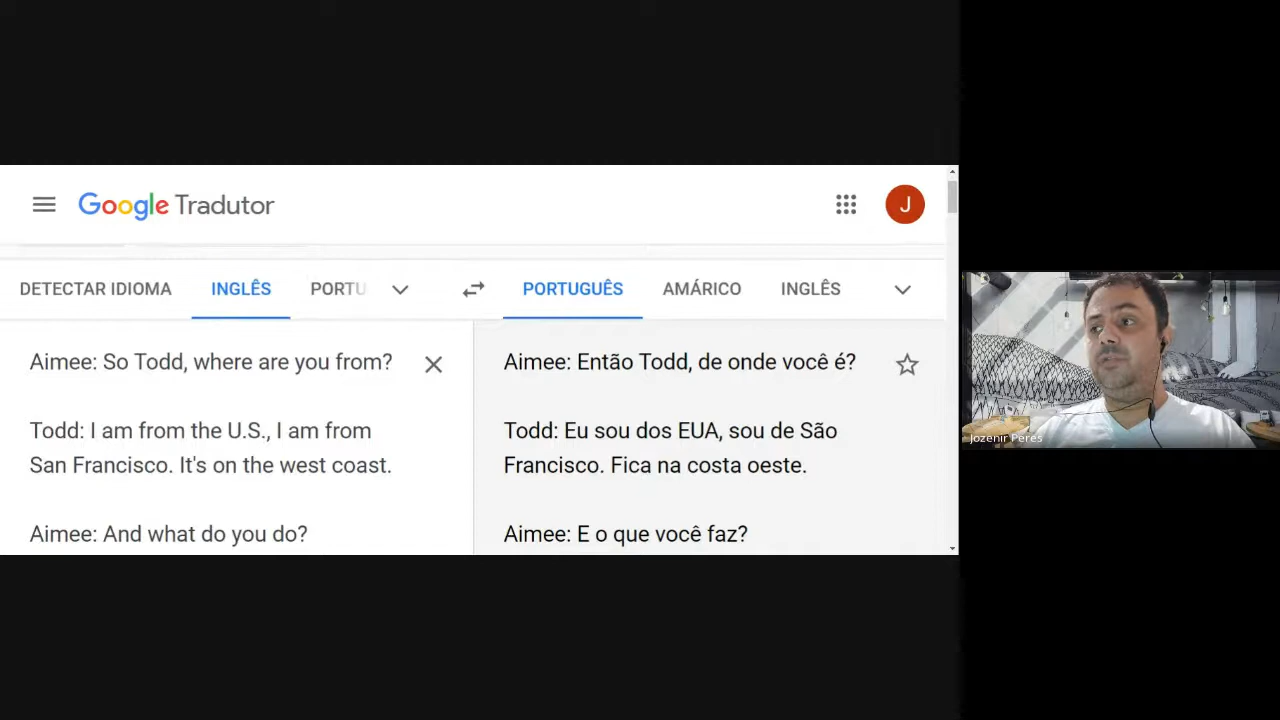 Google Tradutor
J
DETECTAR IDIOMA INGLÊS PORTU PORTUGUÊS AMÁRICO INGLÊS
Aimee: So Todd, where are you from?
Todd: I am from the U.S., I am from
San Francisco. It's on the west coast.
Aimee: And what do you do?
Aimee: Então Todd, de onde você é?
Todd: Eu sou dos EUA, sou de São
Francisco. Fica na costa oeste.
Aimee: E o que você faz?
Jozenir Peres